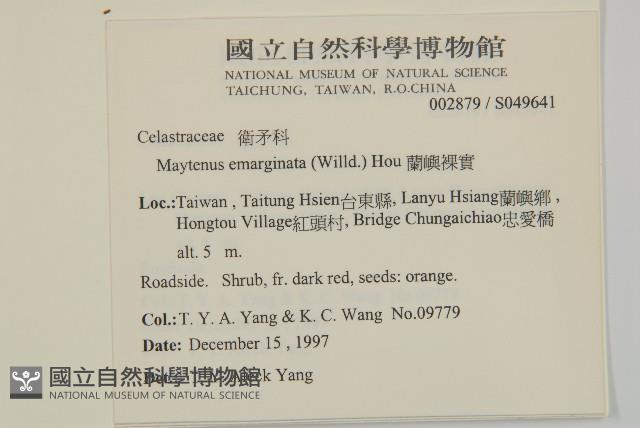 國立自然科學博物館
NATIONAL MUSEUM OF NATURAL SCIENCE
TAICHUNG, TAIWAN, R.O.CHINA
002879 / S049641
Celastraceae 衛矛科
Maytenus emarginata (Willd.) Hou 蘭嶼裸實
Loc.:Taiwan , Taitung Hsien台東縣, Lanyu Hsiang蘭嶼鄉 ,
Hongtou Village紅頭村, Bridge Chungaichiao忠愛橋
alt. 5 m.
Roadside. Shrub, fr. dark red, seeds: orange.
Col.:T. Y. A. Yang & K. C. Wang No.09779
Date: December 15 , 1997
Yang
國立自然科學博物館
NATIONAL MUSEUM OF NATURAL SCIENCE